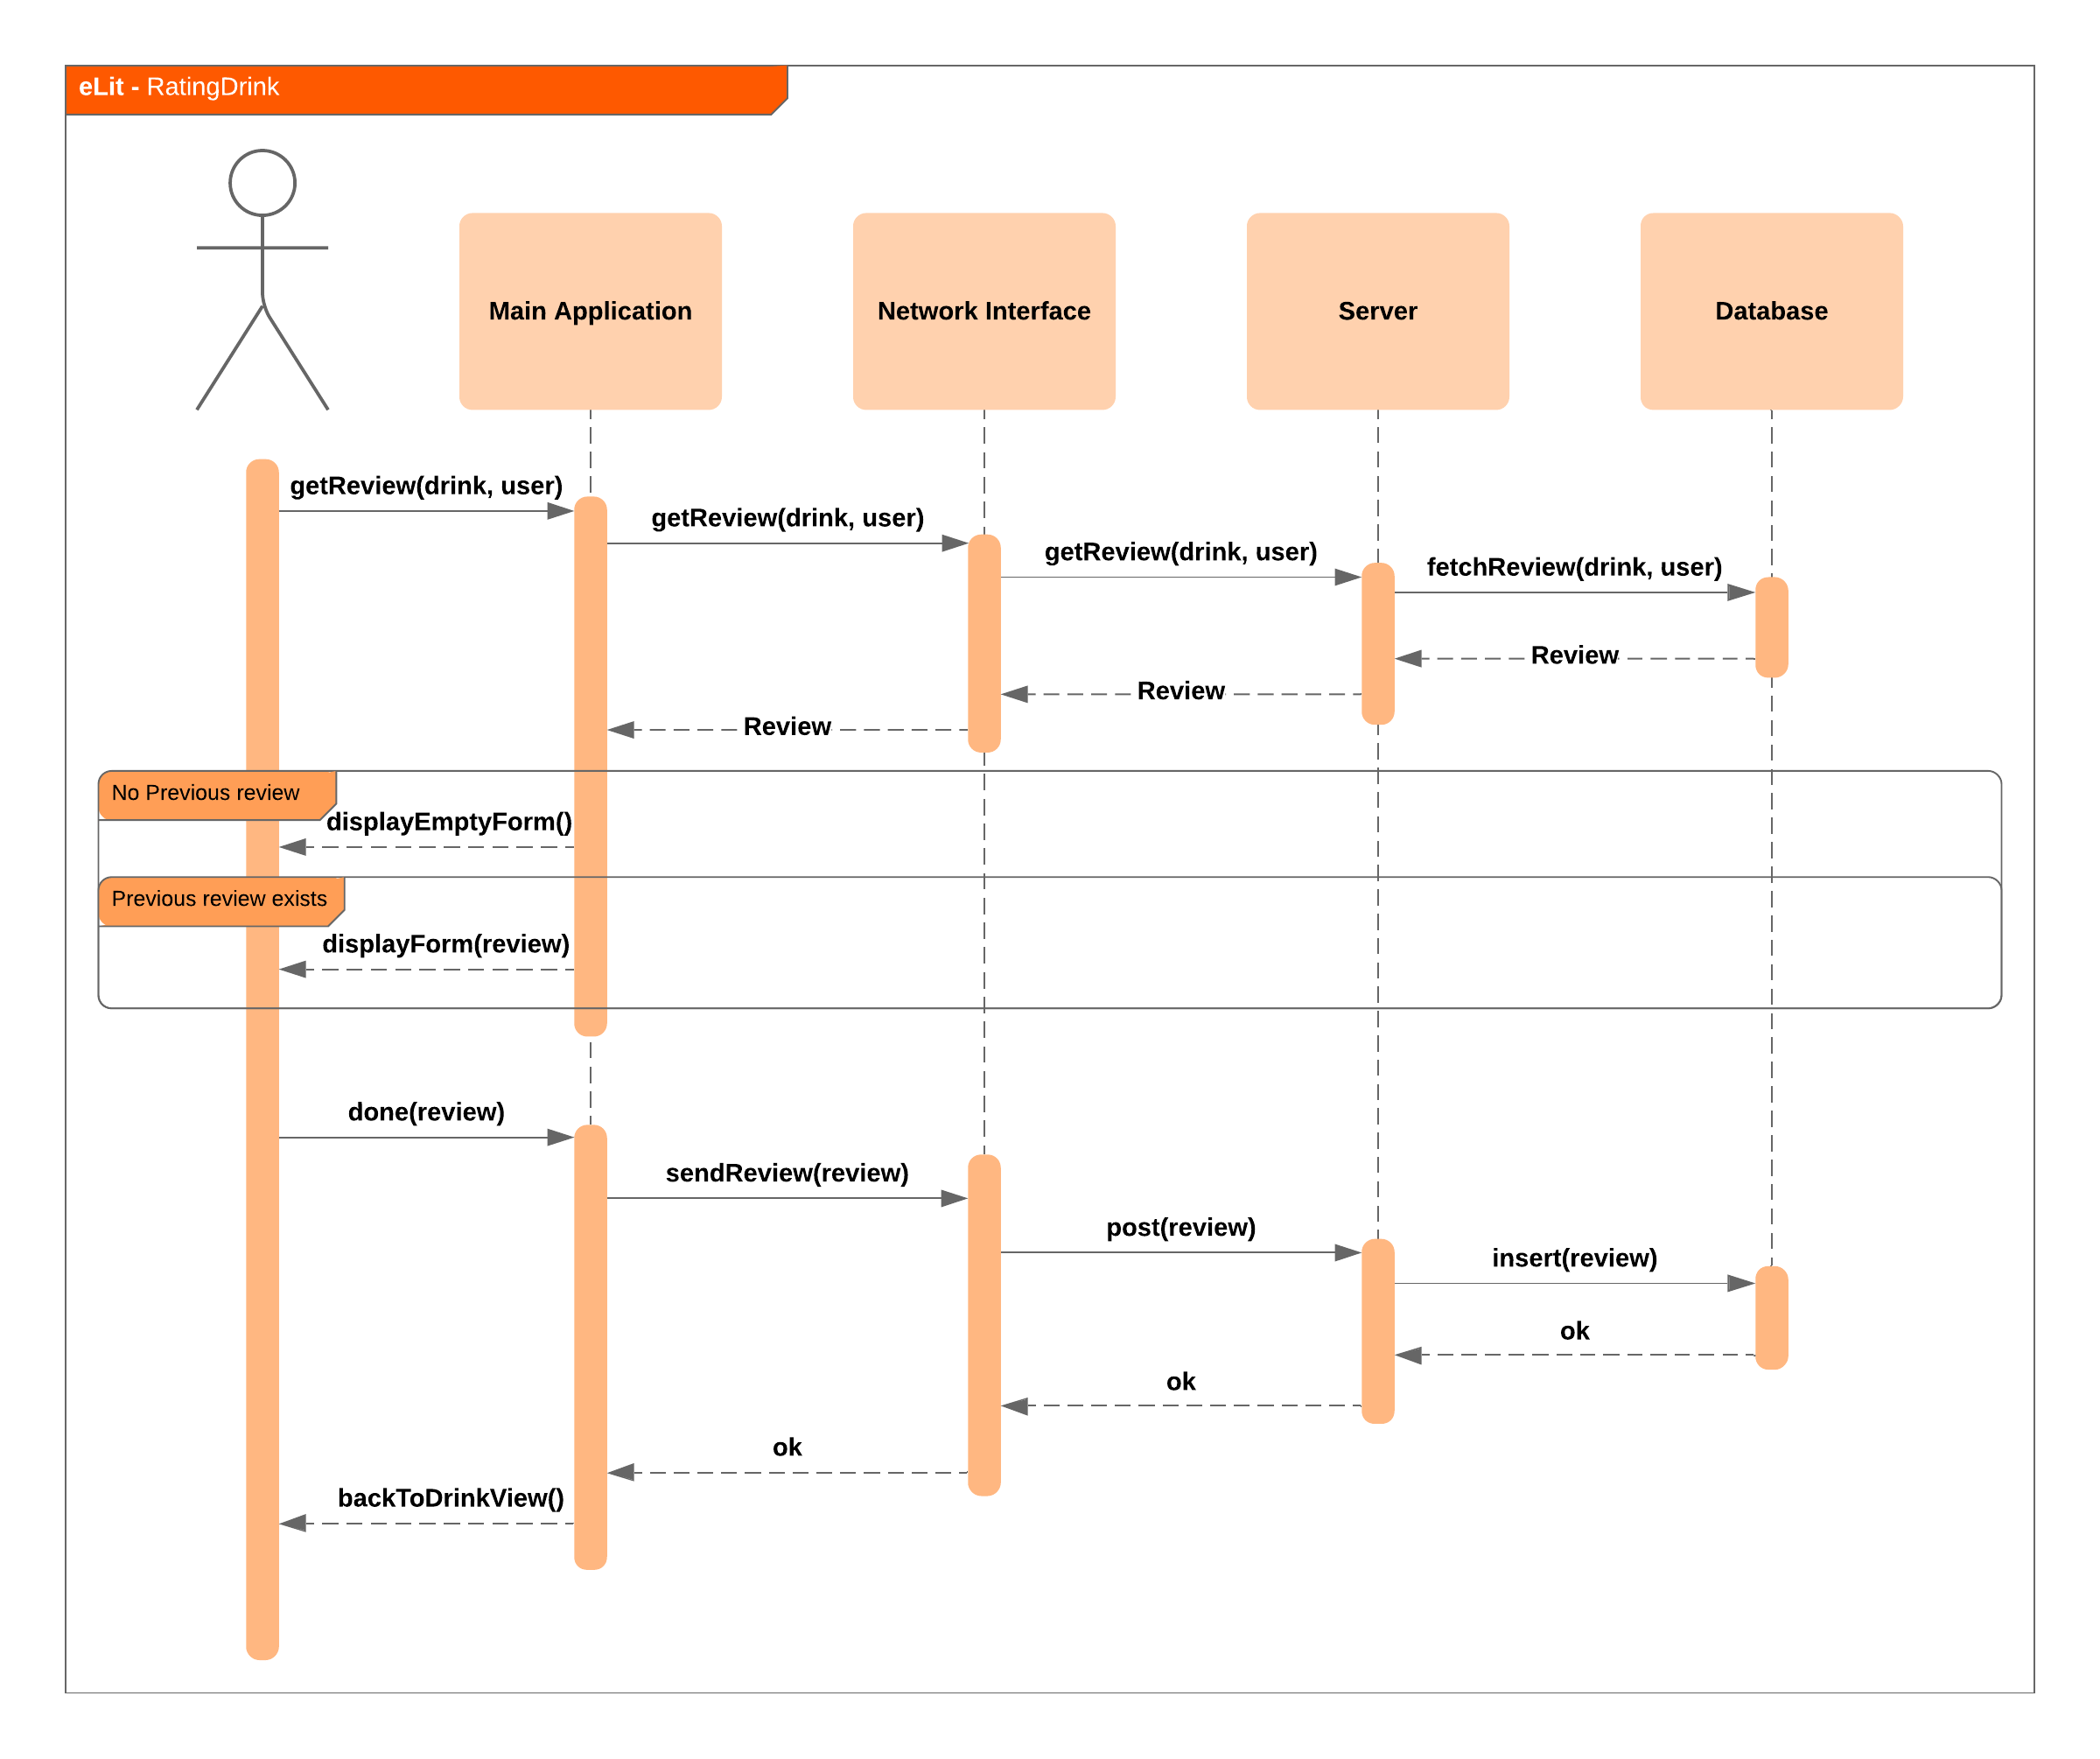 eLit - RatingDrink
Main Application
Network Interface
Server
Database
getReview(drink, user)
getReview(drink, user)
getReview(drink, user)
fetchReview(drink, user)
Review
Review
Review
No Previous review
displayEmptyForm()
Previous review exists
displayForm(review)
done(review)
sendReview(review)
post(review)
insert(review)
ok
ok
ok
backToDrinkView()